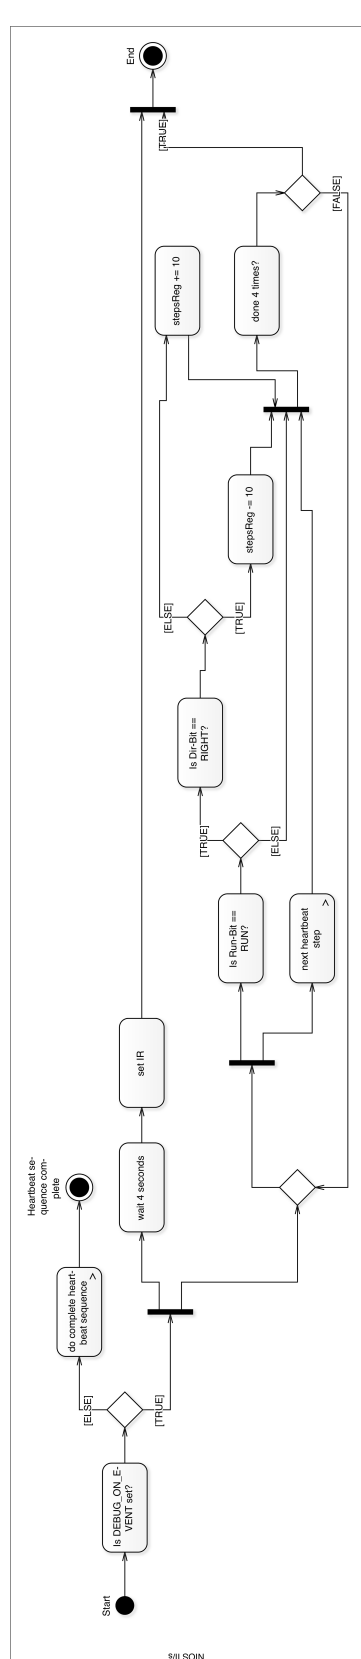 Start
Is DEBUG_ON_E-
VENT set?
[ELSE]
[TRUE]
do complete heart-
beat sequence
Heartbeat se-
quence com-
plete
wait 4 seconds
set IR
Is Run-Bit ==
RUN?
next heartbeat
step
[TRUE]
[ELSE]
Is Dir-Bit ==
RIGHT?
[ELSE]
[TRUE]
stepsReg -= 10
stepsReg += 10
done 4 times?
[FALSE]
[TRUE]
End